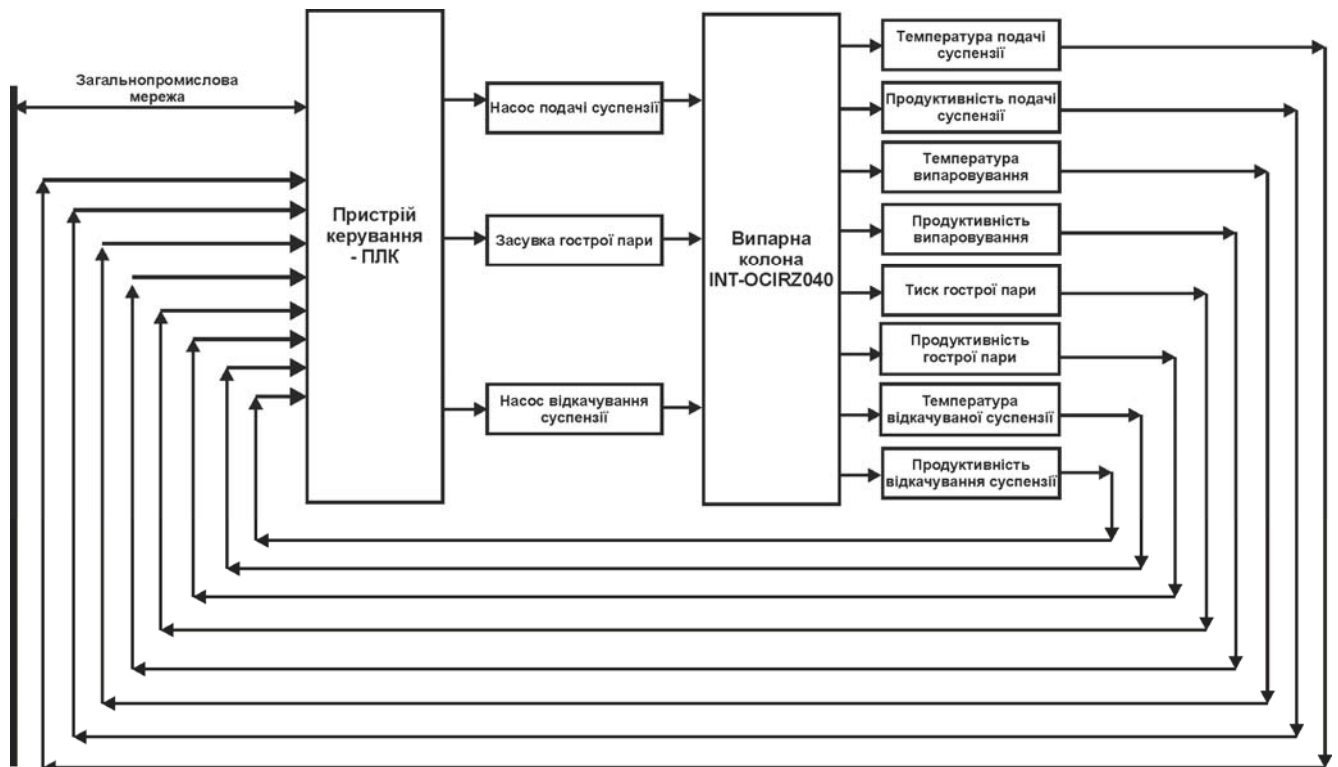 Загальнопромислова
мережа
Пристрій
керування
- ПЛК
Насос подачі суспензії
Засувка гострої пари
Насос відкачування
суспензії
Випарна
колона
INT-OCIRZ040
Температура подачі
суспензії
Продуктивність подачі
суспензії
Температура
випаровування
Продуктивність
випаровування
Тиск гострої пари
Продуктивність
гострої пари
Температура
відкачуваної суспензії
Продуктивність
відкачування суспензії